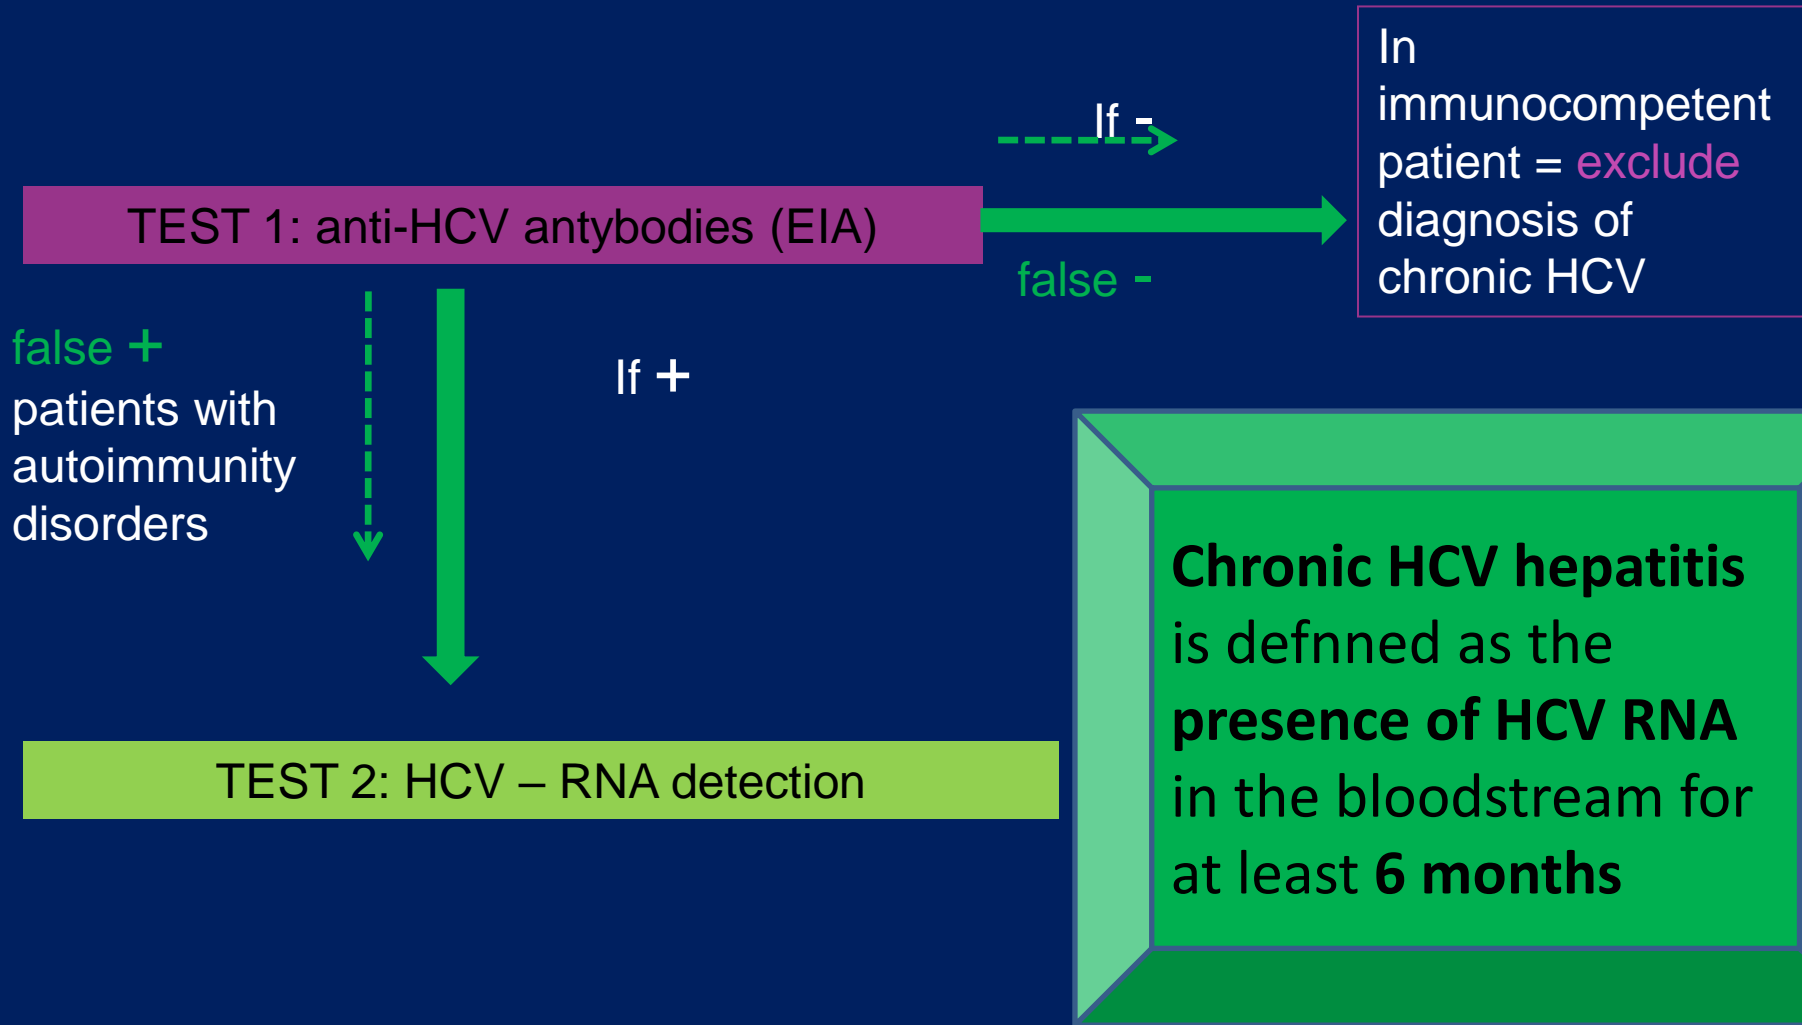 In
immunocompetent
patient = exclude
diagnosis of
chronic HCV
If -
TEST 1: anti-HCV antybodies (EIA)
false -
false +
patients with
autoimmunity
disorders
If +
Chronic HCV hepatitis
is defnned as the
presence of HCV RNA
in the bloodstream for
at least 6 months
TEST 2: HCV – RNA detection